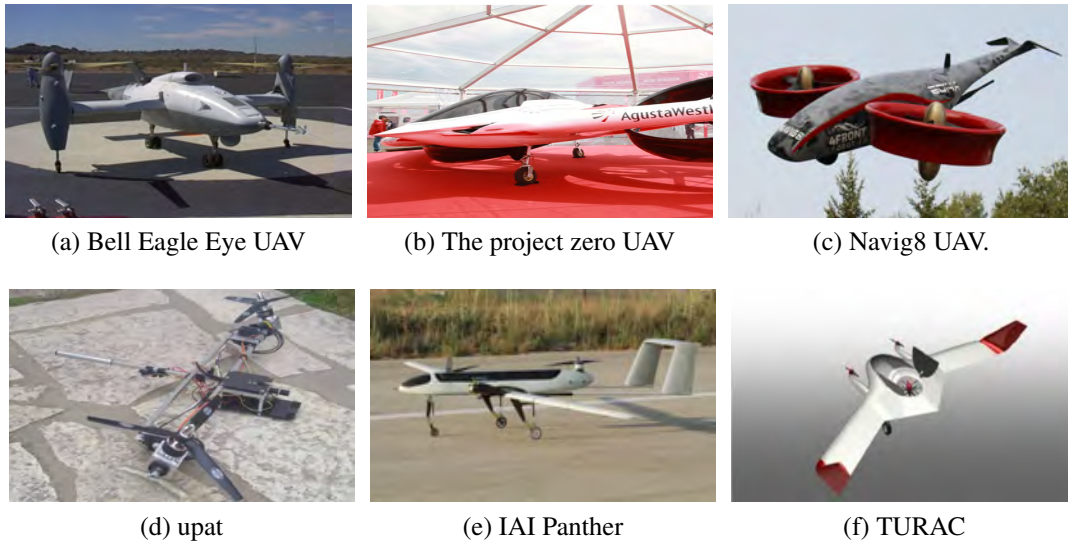 AgustaWestl
4FRONT
(a) Bell Eagle Eye UAV
(b) The project zero UAV
(c) Navig8 UAV.
(d) upat
(e) IAI Panther
(f) TURAC